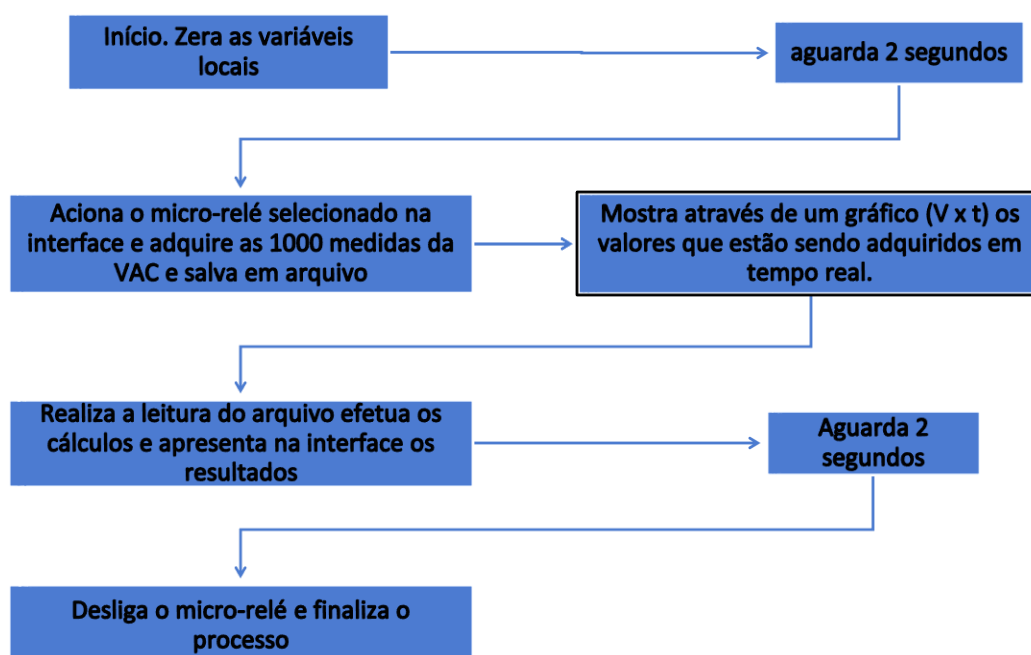 Início. Zera as variáveis
locais
aguarda 2 segundos
Aciona o micro-relé selecionado na
interface e adquire as 1000 medidas da
VAC e salva em arquivo
Mostra através de um gráfico (V x t) os
valores que estão sendo adquiridos em
tempo real.
Realiza a leitura do arquivo efetua os
cálculos e apresenta na interface os
resultados
Aguarda 2
segundos
Desliga o micro-relé e finaliza o
processo